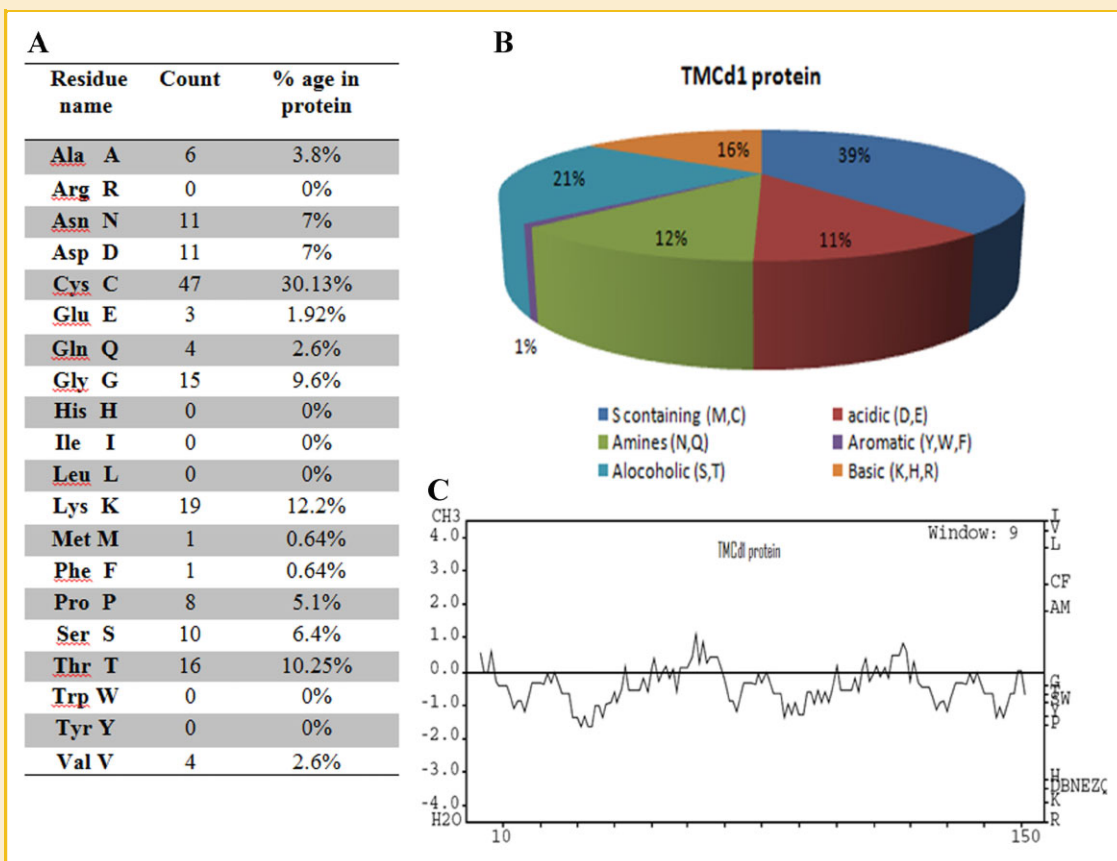 A
Residue name Count % age in protein
Ala A 6 3.8%
Arg R 0 0%
Asn N 11 7%
Asp D 11 7%
Cys C 47 30.13%
Glu E 3 1.92%
Gln Q 4 2.6%
Gly G 15 9.6%
His H 0 0%
Ile I 0 0%
Leu L 0 0%
Lys K 19 12.2%
Met M 1 0.64%
Phe F 1 0.64%
Pro P 8 5.1%
Ser S 10 6.4%
Thr T 16 10.25%
Trp W 0 0%
Tyr Y 0 0%
Val V 4 2.6%
B
TMCd1 protein
16% 39%
21%
12% 11%
1%
S containing (M,C) acidic (D,E)
Amines (N,Q) Aromatic (Y,W,F)
Alocoholic (S,T) Basic (K,H,R)
C
CH3
4.0
3.0
2.0
1.0
0.0
-1.0
-2.0
-3.0
-4.0
H2O
TMCd1 protein
Window: 9
I
V
L
CF
AM
G
SW
Y
P
H
DBNEZQ
K
R
10 150